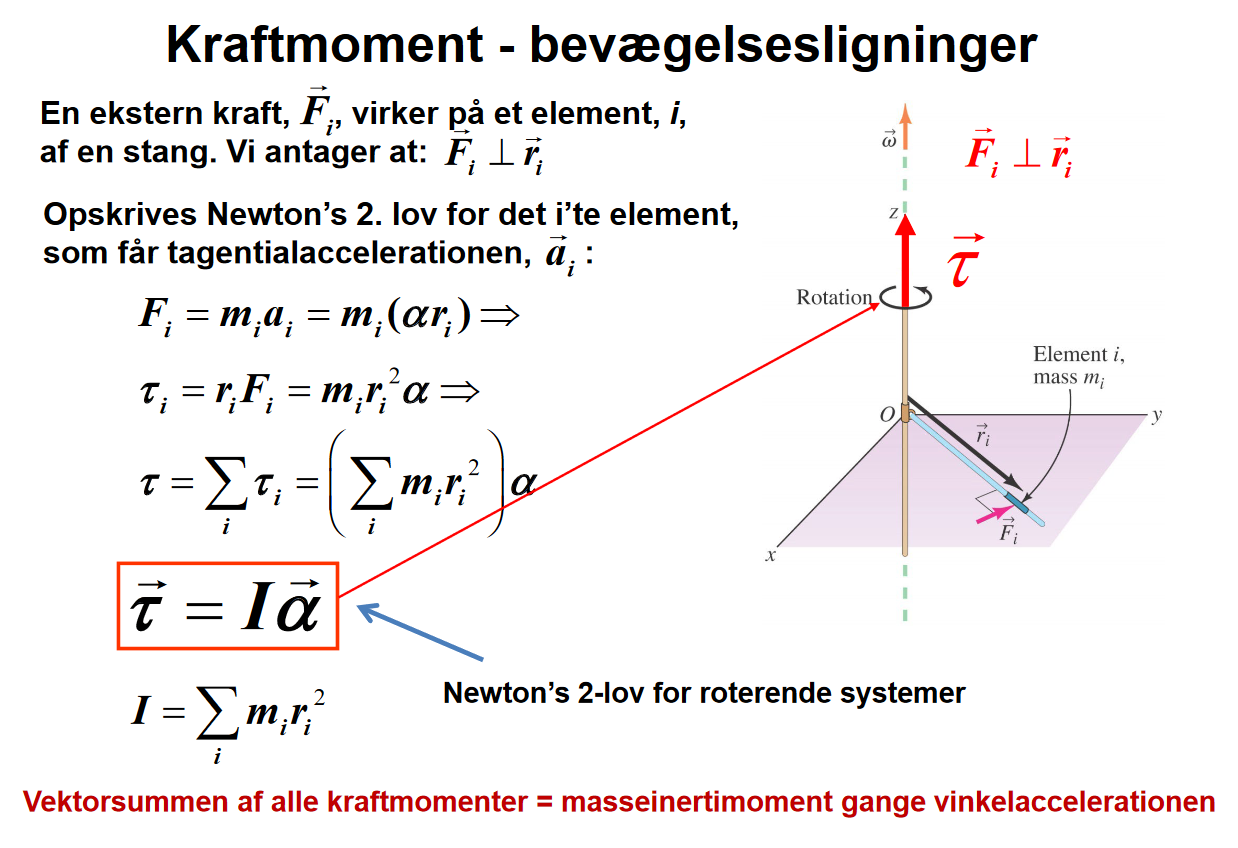 Kraftmoment - bevægelsesligninger
En ekstern kraft, $\vec{F}_i$, virker på et element, i,
af en stang. Vi antager at: $\vec{F}_i \perp \vec{r}_i$
Opskrives Newton's 2. lov for det i'te element,
som får tagentialaccelerationen, $\vec{a}_i$ :
$F_i = m_i a_i = m_i(\alpha r_i) \Rightarrow$
$\tau_i = r_i F_i = m_i r_i^2 \alpha \Rightarrow$
$\tau = \sum_i \tau_i = \left( \sum_i m_i r_i^2 \right) \alpha$
$\vec{\tau} = I\vec{\alpha}$
$I = \sum_i m_i r_i^2$
Newton's 2-lov for roterende systemer
$\vec{\omega}$
$\vec{F}_i \perp \vec{r}_i$
z
$\vec{\tau}$
Rotation
Element i,
mass $m_i$
O
y
$\vec{r}_i$
$\vec{F}_i$
x
Vektorsummen af alle kraftmomenter = masseinertimoment gange vinkelaccelerationen